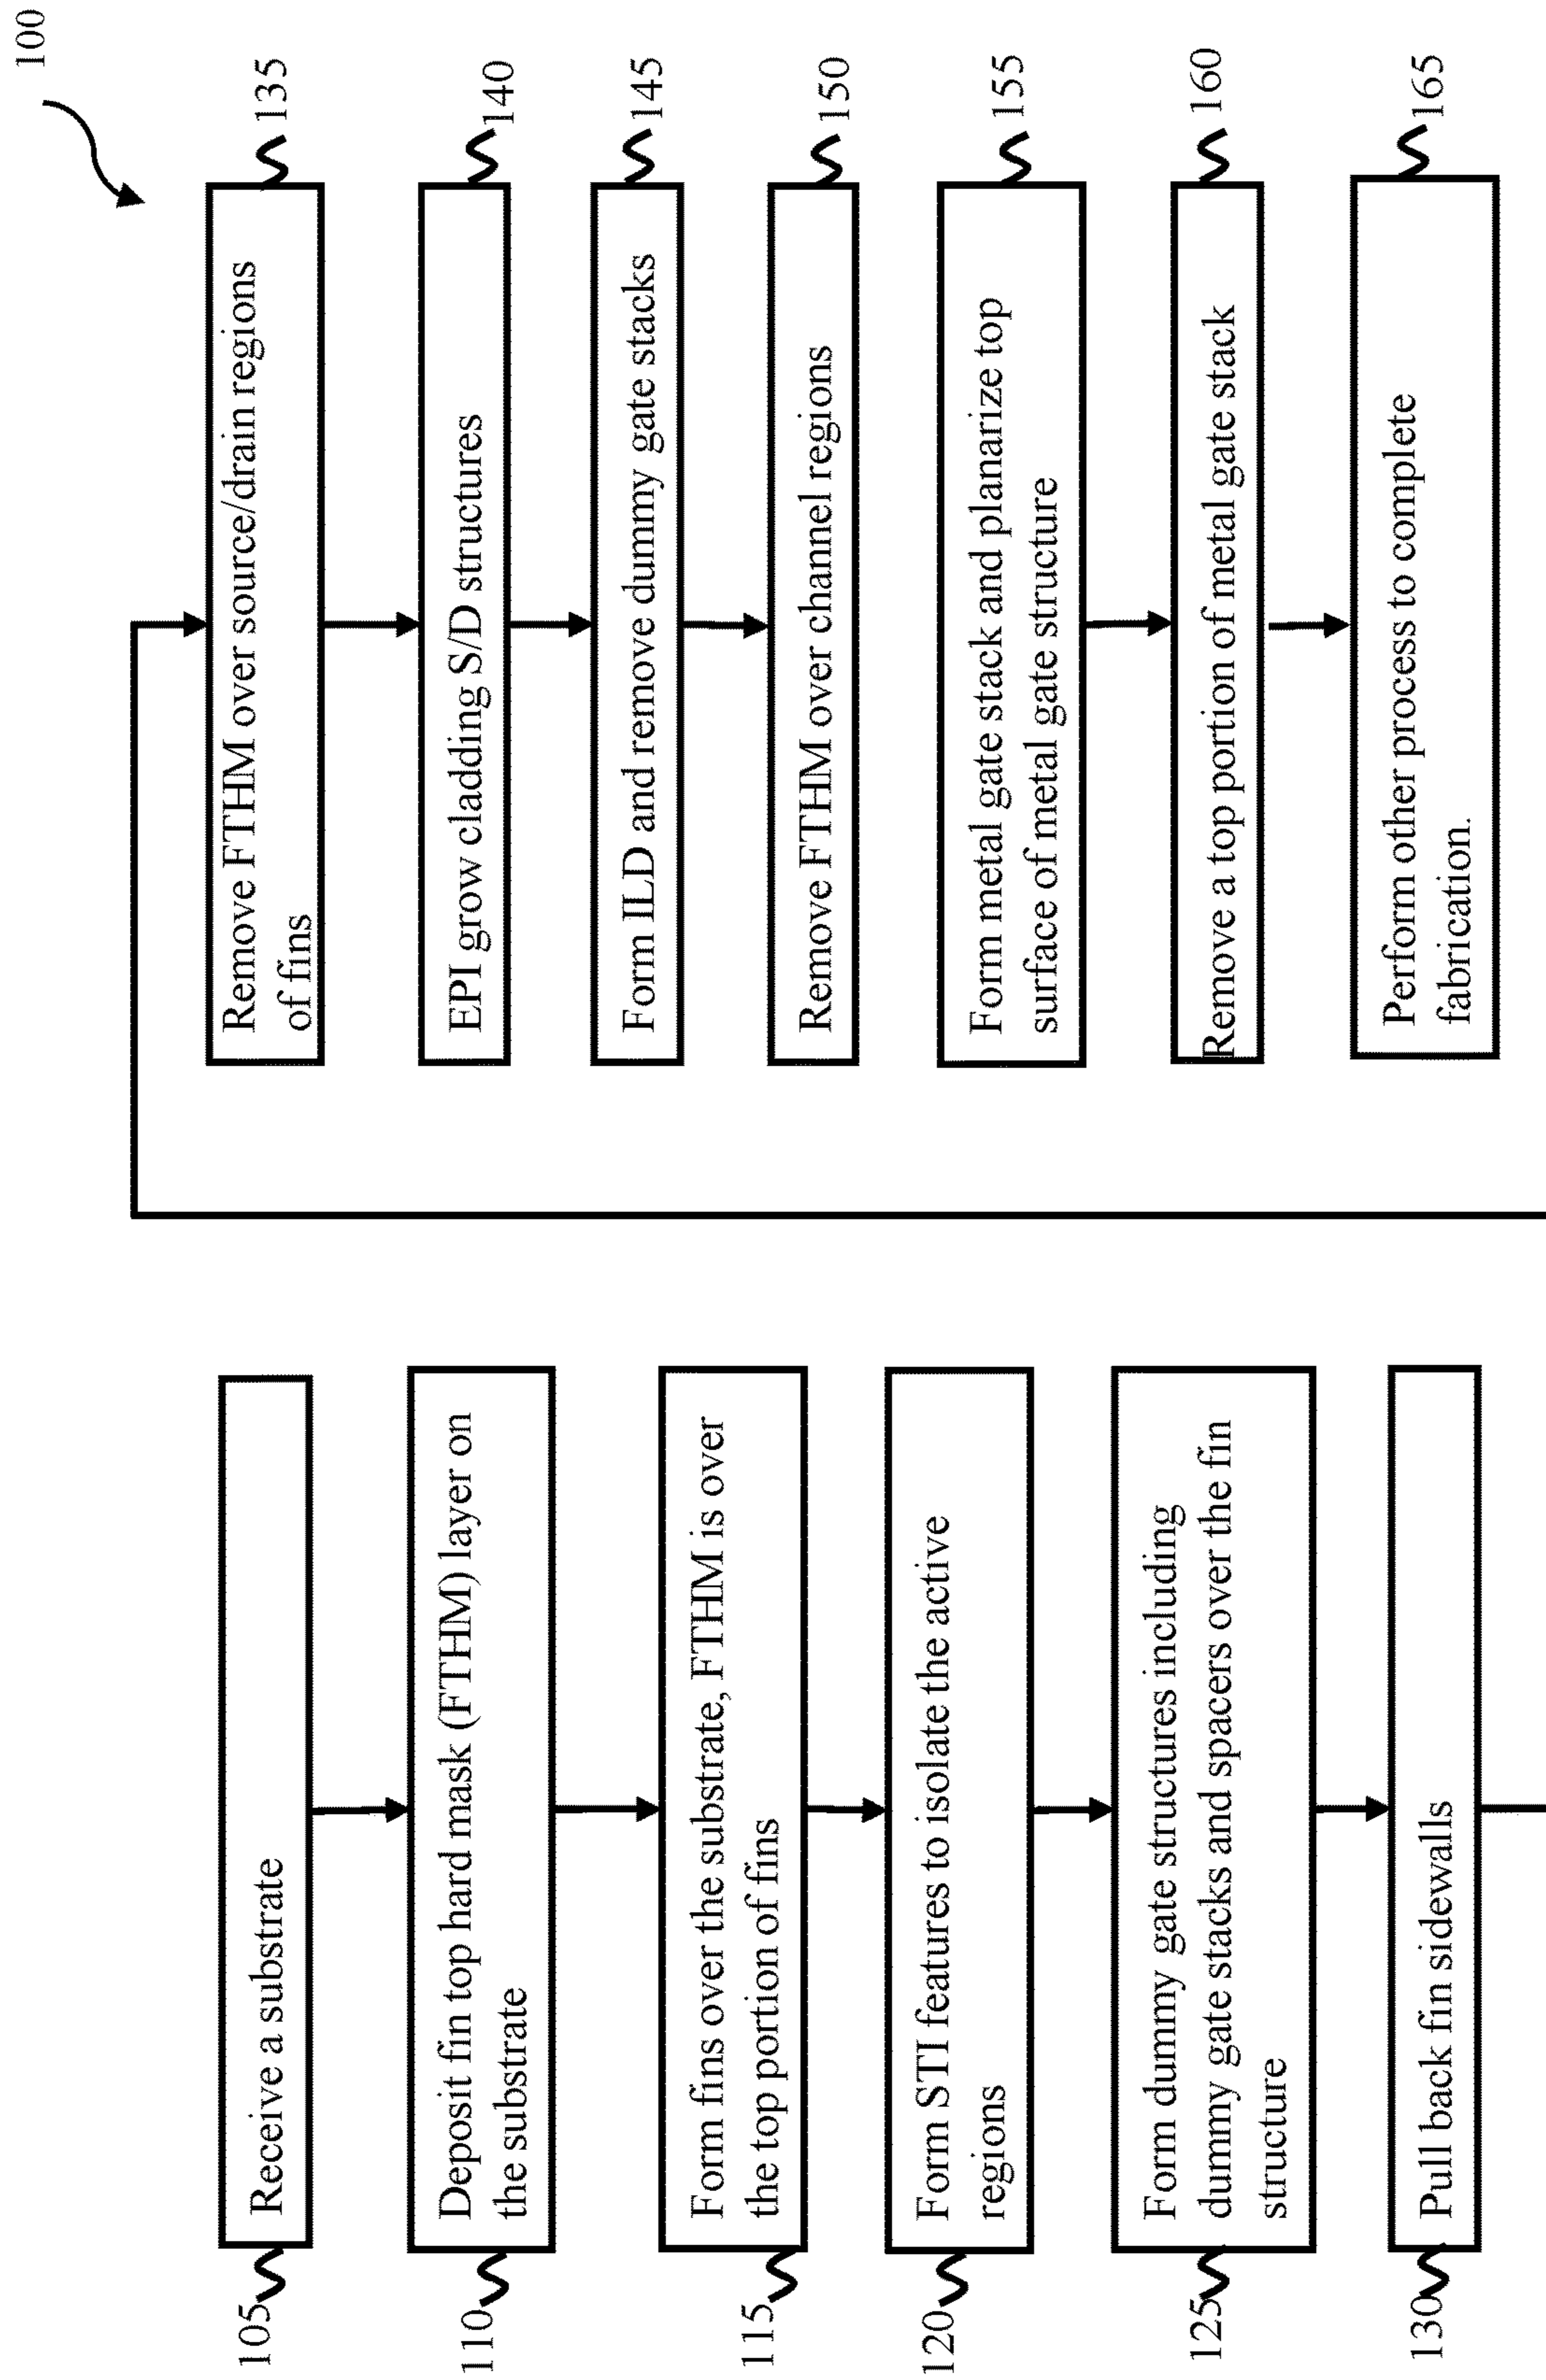 100
105
Receive a substrate
110
Deposit fin top hard mask (FTHM) layer on
the substrate
115
Form fins over the substrate, FTHM is over
the top portion of fins
120
Form STI features to isolate the active
regions
125
Form dummy gate structures including
dummy gate stacks and spacers over the fin
structure
130
Pull back fin sidewalls
135
Remove FTHM over source/drain regions
of fins
140
EPI grow cladding S/D structures
145
Form ILD and remove dummy gate stacks
150
Remove FTHM over channel regions
155
Form metal gate stack and planarize top
surface of metal gate structure
160
Remove a top portion of metal gate stack
165
Perform other process to complete
fabrication.